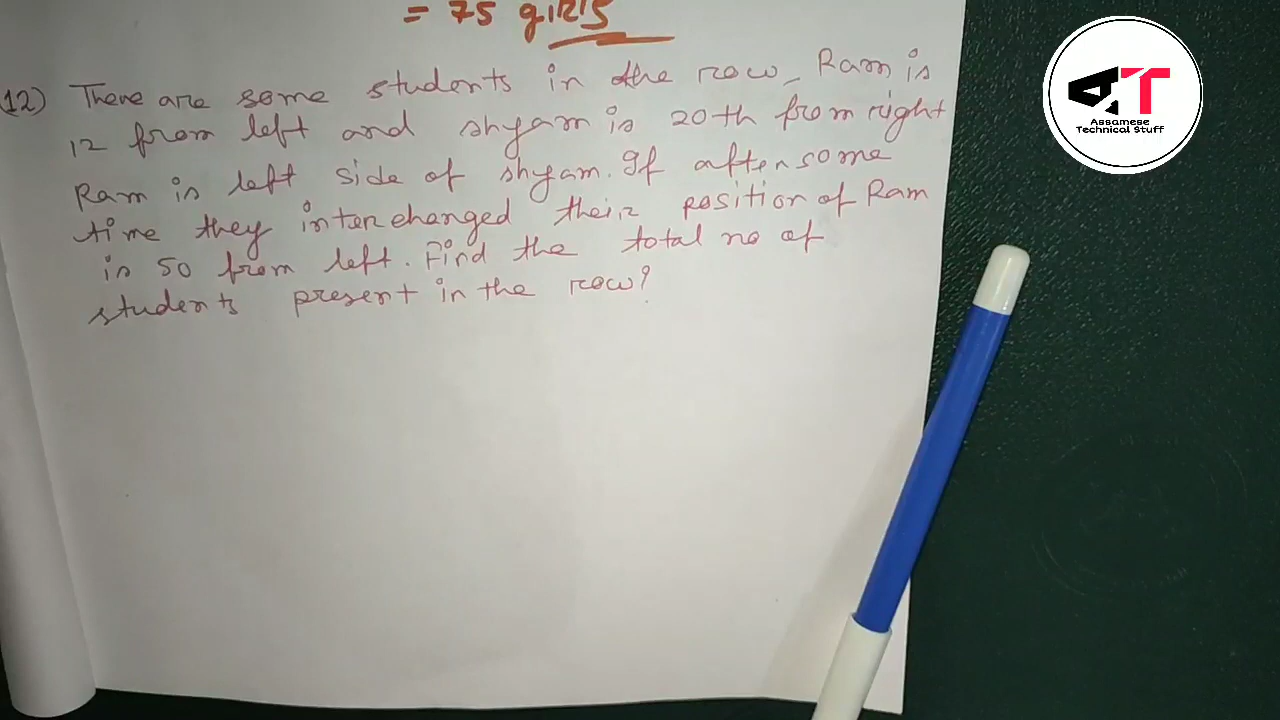 = 75 girls
(12) There are some students in the row. Ram is
12 from left and shyam is 20th from right
Ram is left side of shyam. If after some
time they interchanged their position of Ram
is 50 from left. Find the total no of
students present in the row?
AT
Assamese
Technical Stuff